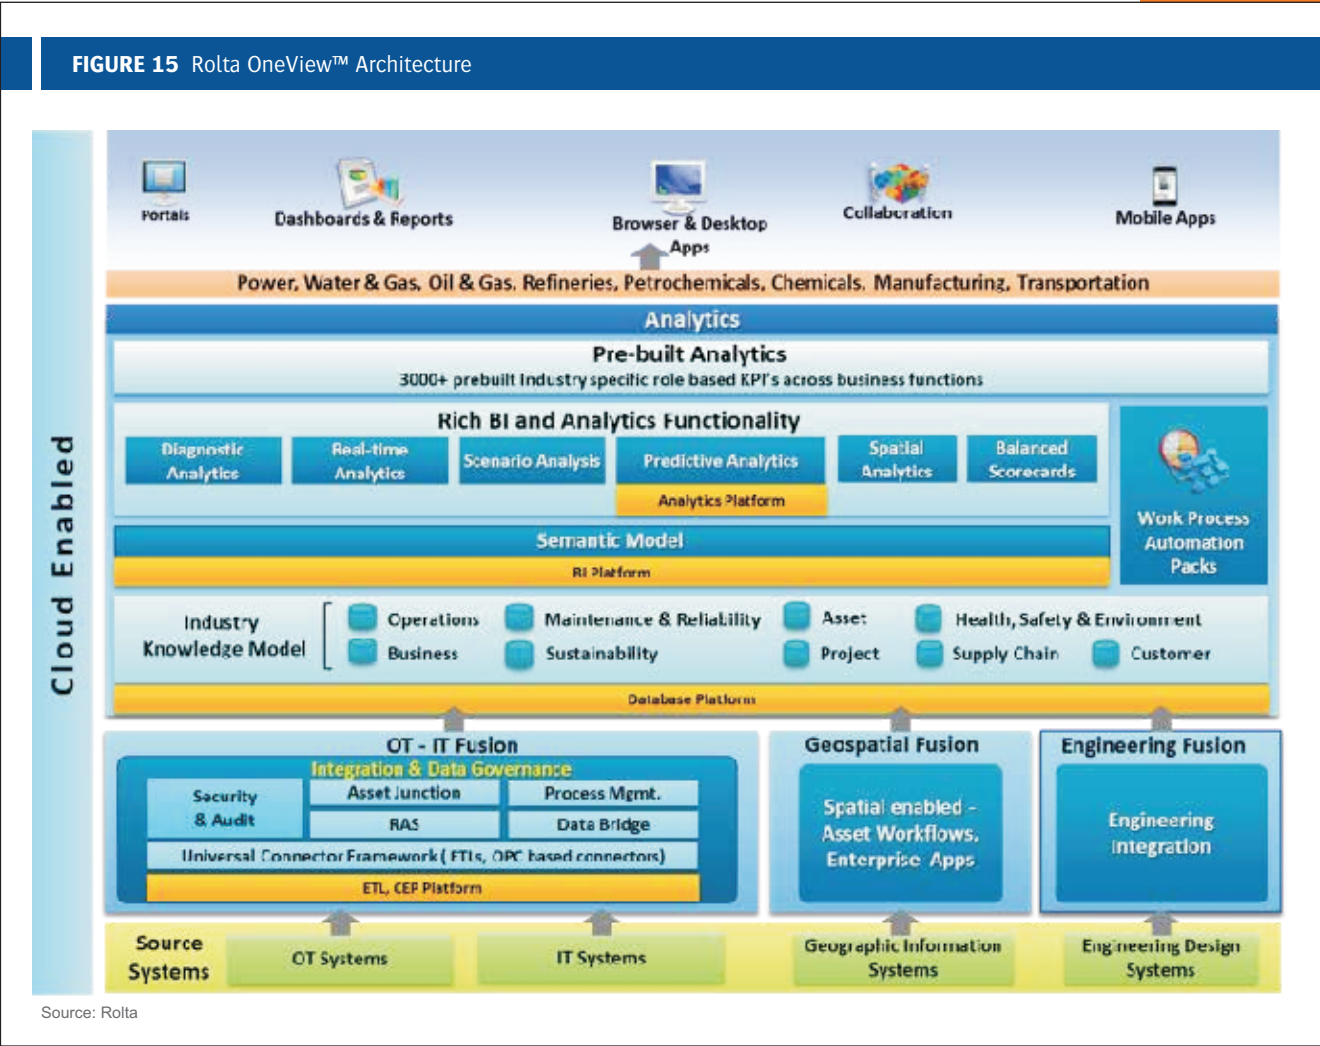 FIGURE 15 Rolta OneView™ Architecture
Cloud Enabled
Portals
Dashboards & Reports
Browser & Desktop
Apps
Collaboration
Mobile Apps
Power, Water & Gas, Oil & Gas, Refineries, Petrochemicals, Chemicals, Manufacturing, Transportation
Analytics
Pre-built Analytics
3000+ prebuilt Industry specific role based KPI's across business functions
Rich BI and Analytics Functionality
Diagnostic
Analytics
Real-time
Analytics
Scenario Analysis
Predictive Analytics
Spatial
Analytics
Balanced
Scorecards
Analytics Platform
Work Process
Automation
Packs
Semantic Model
BI Platform
Industry
Knowledge Model
Operations
Maintenance & Reliability
Asset
Health, Safety & Environment
Business
Sustainability
Project
Supply Chain
Customer
Database Platform
OT - IT Fusion
Integration & Data Governance
Security
& Audit
Asset Junction
Process Mgmt.
RAS
Data Bridge
Universal Connector Framework ( ETLs, OPC based connectors)
ETL, CEP Platform
Geospatial Fusion
Spatial enabled -
Asset Workflows,
Enterprise Apps
Engineering Fusion
Engineering
Integration
Source
Systems
OT Systems
IT Systems
Geographic Information
Systems
Engineering Design
Systems
Source: Rolta